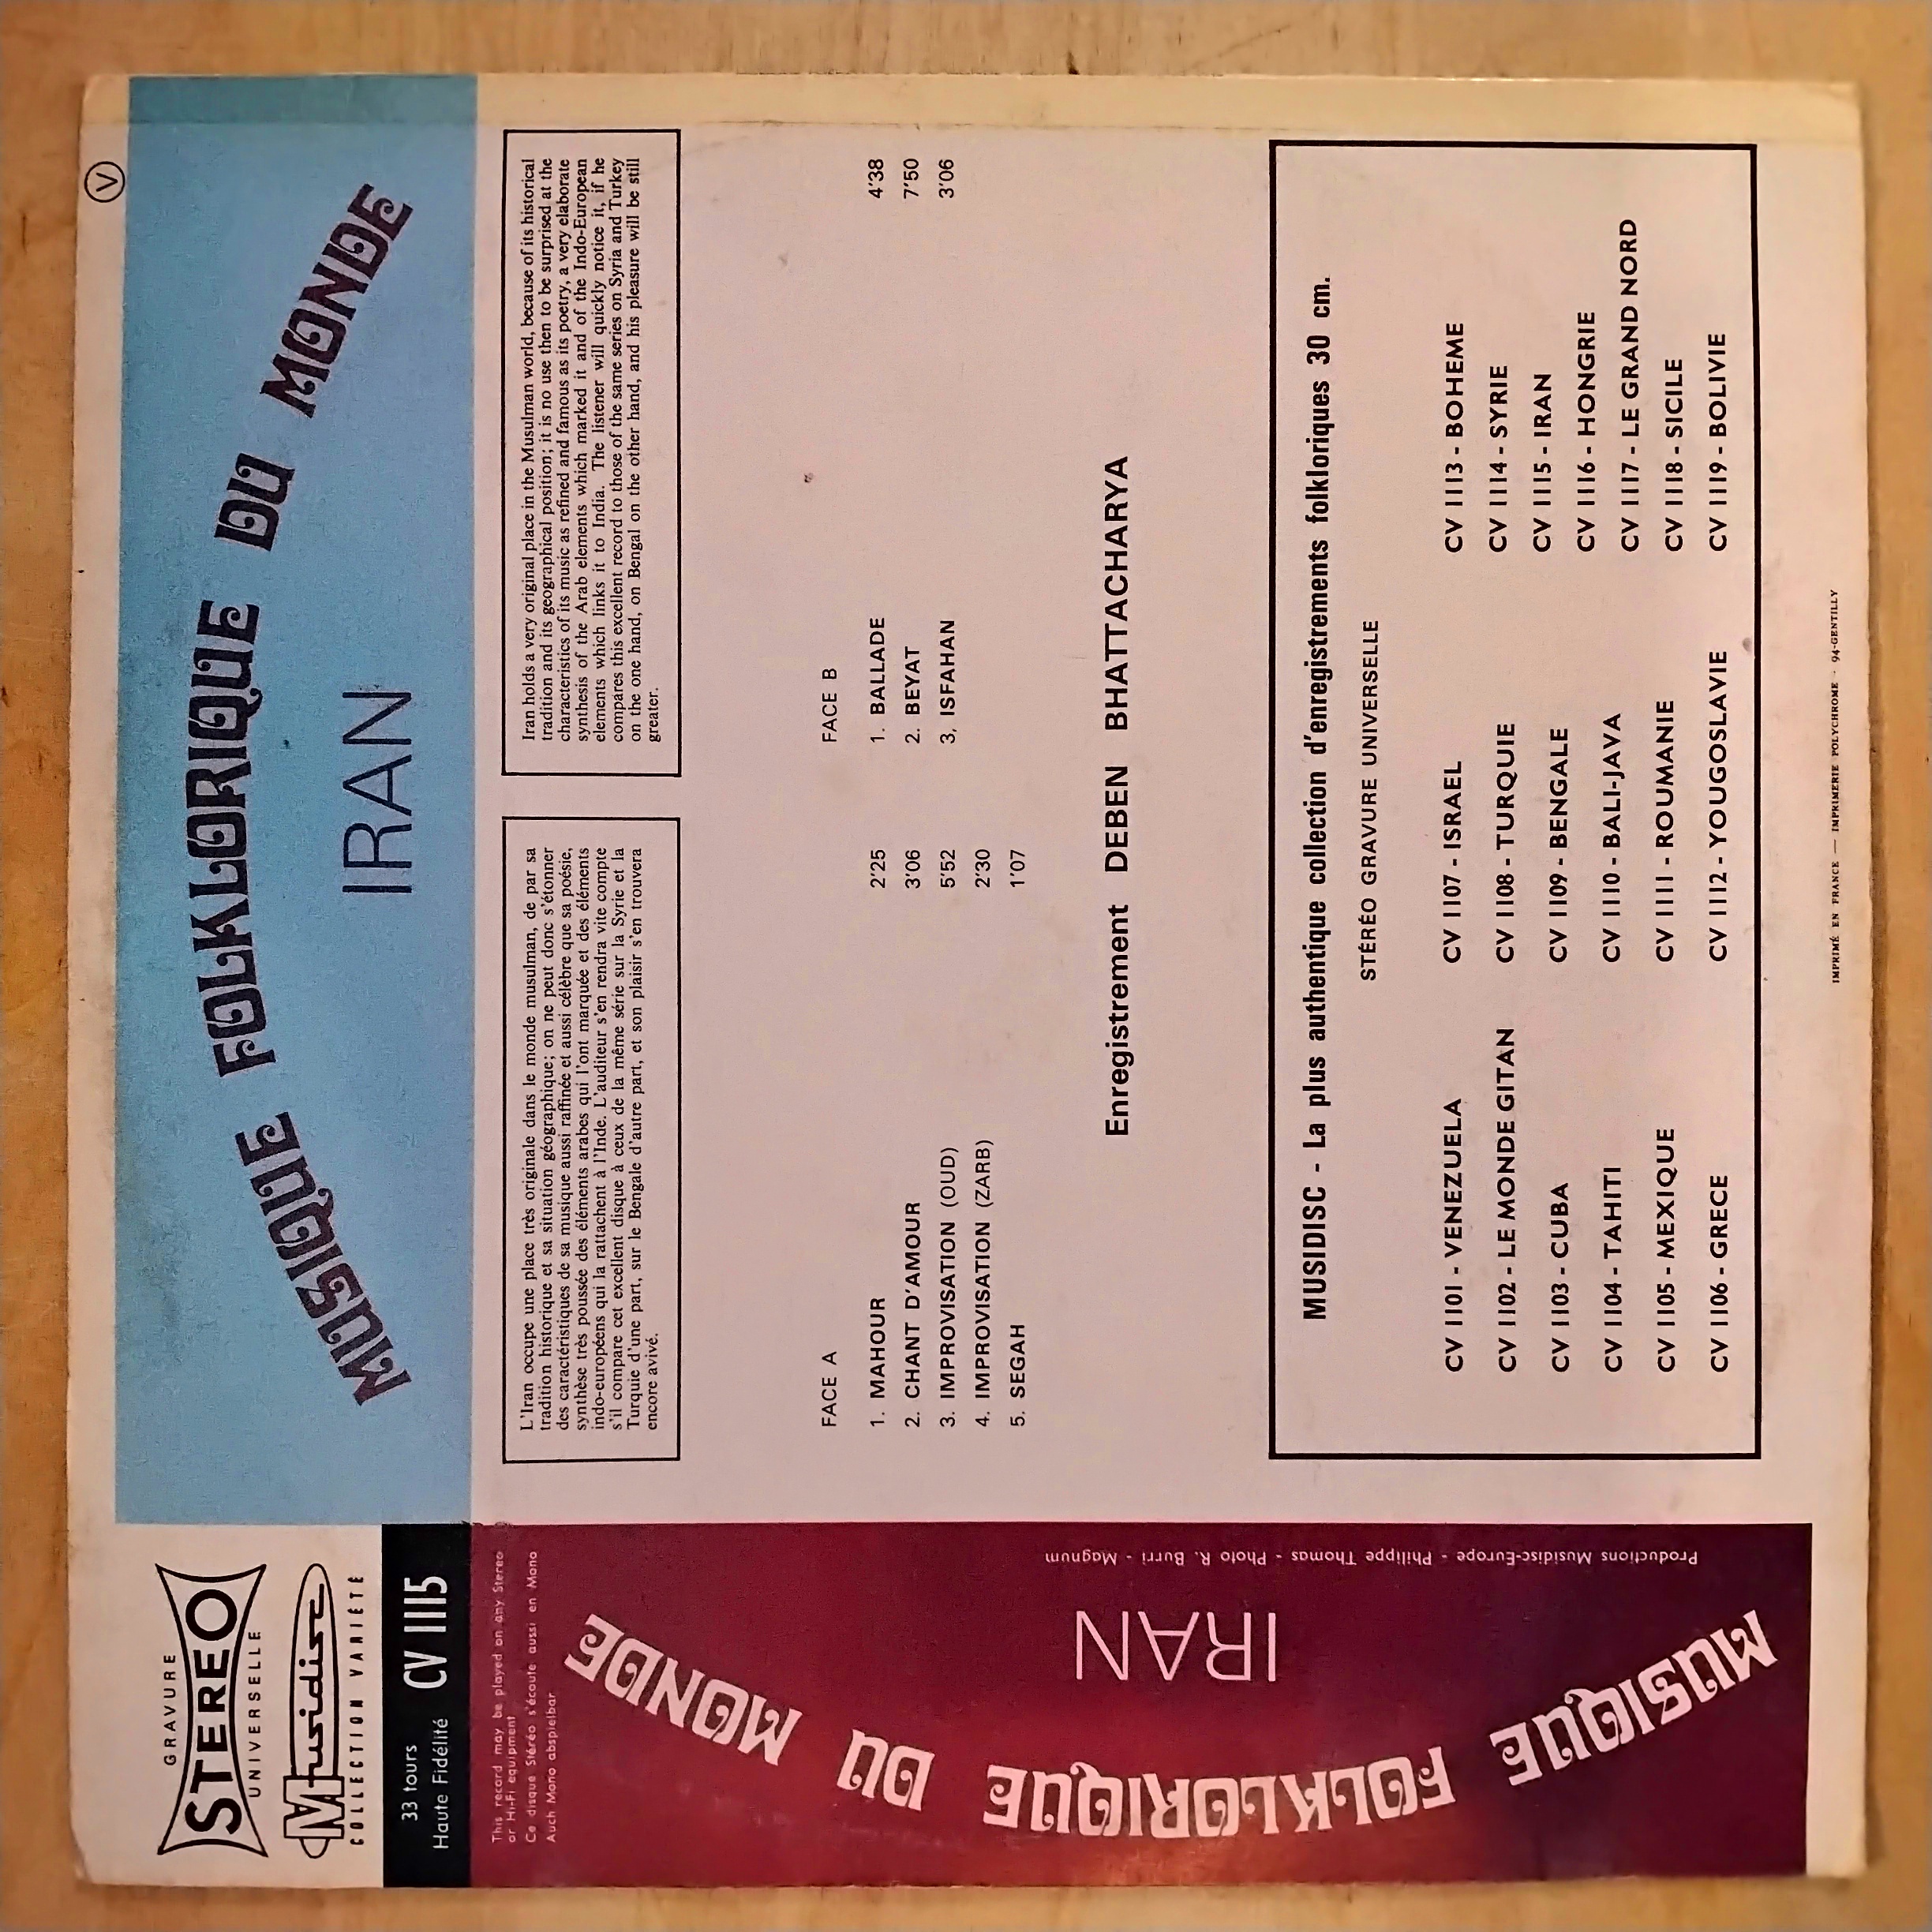 GRAVURE
STEREO
UNIVERSELLE
Musidisc
COLLECTION VARIÉTÉ
33 tours
Haute Fidélité
CV 1115
V
MUSIQUE FOLKLORIQUE DU MONDE
IRAN
L'Iran occupe une place très originale dans le monde musulman, de par sa
tradition historique et sa situation géographique; on ne peut donc s'étonner
des caractéristiques de sa musique aussi raffinée et aussi célèbre que sa poésie,
synthèse très poussée des éléments arabes qui l'ont marquée et des éléments
indo-européens qui la rattachent à l'Inde. L'auditeur s'en rendra vite compte
s'il compare cet excellent disque à ceux de la même série sur la Syrie et la
Turquie d'une part, sur le Bengale d'autre part, et son plaisir s'en trouvera
encore avivé.
Iran holds a very original place in the Musulman world, because of its historical
tradition and its geographical position; it is no use then to be surprised at the
characteristics of its music as refined and famous as its poetry, a very elaborate
synthesis of the Arab elements which marked it and of the Indo-European
elements which links it to India. The listener will quickly notice it, if he
compares this excellent record to those of the same series on Syria and Turkey
on the one hand, on Bengal on the other hand, and his pleasure will be still
greater.
FACE A
1. MAHOUR 2'25
2. CHANT D'AMOUR 3'06
3. IMPROVISATION (OUD) 5'52
4. IMPROVISATION (ZARB) 2'30
5. SEGAH 1'07
FACE B
1. BALLADE 4'38
2. BEYAT 7'50
3, ISFAHAN 3'06
Enregistrement DEBEN BHATTACHARYA
MUSIDISC - La plus authentique collection d'enregistrements folkloriques 30 cm.
STÉRÉO GRAVURE UNIVERSELLE
CV 1101 - VENEZUELA
CV 1102 - LE MONDE GITAN
CV 1103 - CUBA
CV 1104 - TAHITI
CV 1105 - MEXIQUE
CV 1106 - GRECE
CV 1107 - ISRAEL
CV 1108 - TURQUIE
CV 1109 - BENGALE
CV 1110 - BALI-JAVA
CV 1111 - ROUMANIE
CV 1112 - YOUGOSLAVIE
CV 1113 - BOHEME
CV 1114 - SYRIE
CV 1115 - IRAN
CV 1116 - HONGRIE
CV 1117 - LE GRAND NORD
CV 1118 - SICILE
CV 1119 - BOLIVIE
IMPRIMÉ EN FRANCE — IMPRIMERIE POLYCHROME - 94-GENTILLY
This record may be played on any Stereo
or Hi-Fi equipment
Ce disque Stéréo s'écoute aussi en Mono
Auch Mono abspielbar
MUSIQUE FOLKLORIQUE DU MONDE
IRAN
Productions Musidisc-Europe - Philippe Thomas - Photo R. Burri - Magnum